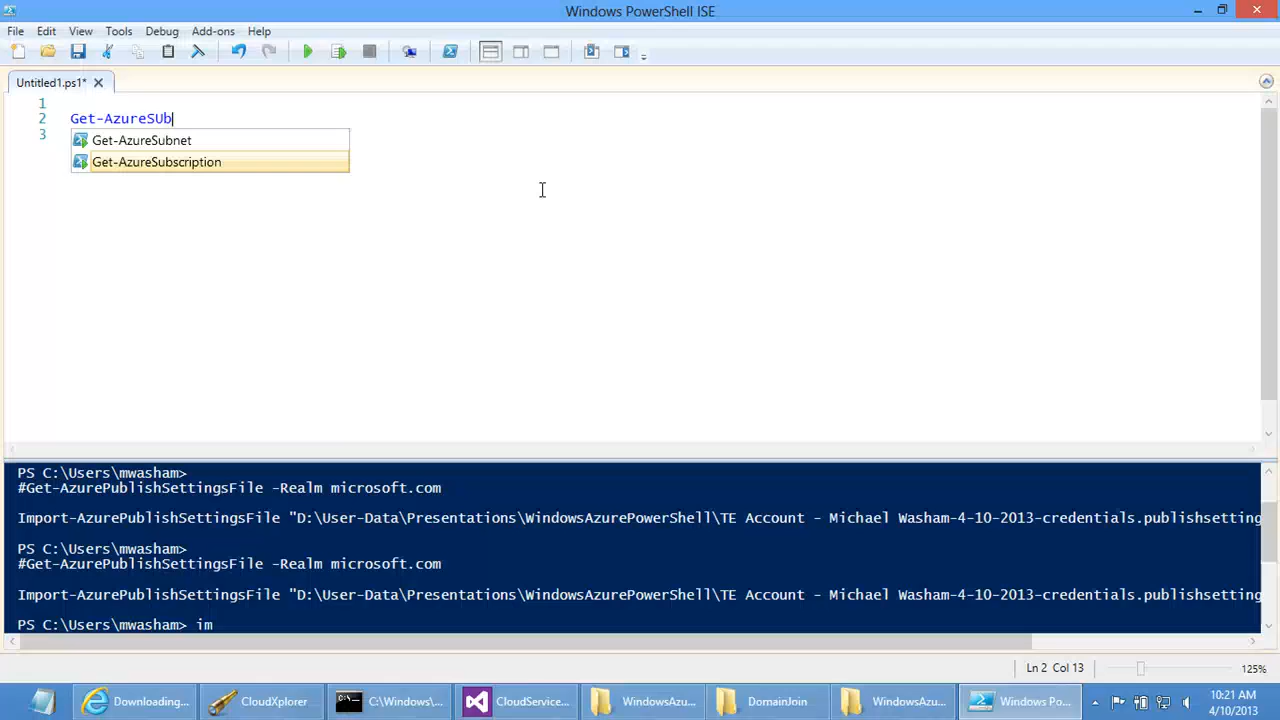 Windows PowerShell ISE
File Edit View Tools Debug Add-ons Help
Untitled1.ps1*
1
2 Get-AzureSUb
3
Get-AzureSubnet
Get-AzureSubscription
PS C:\Users\mwasham>
#Get-AzurePublishSettingsFile -Realm microsoft.com
Import-AzurePublishSettingsFile "D:\User-Data\Presentations\WindowsAzurePowerShell\TE Account - Michael Washam-4-10-2013-credentials.publishsetting
PS C:\Users\mwasham>
#Get-AzurePublishSettingsFile -Realm microsoft.com
Import-AzurePublishSettingsFile "D:\User-Data\Presentations\WindowsAzurePowerShell\TE Account - Michael Washam-4-10-2013-credentials.publishsetting
PS C:\Users\mwasham> im
Ln 2 Col 13 125%
Downloading... CloudXplorer C:\Windows\... CloudService... WindowsAzu... DomainJoin WindowsAzu... Windows Po... 10:21 AM
4/10/2013